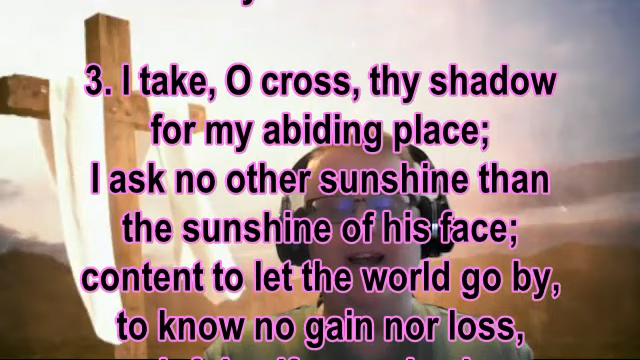 3. I take, O cross, thy shadow
for my abiding place;
I ask no other sunshine than
the sunshine of his face;
content to let the world go by,
to know no gain nor loss,